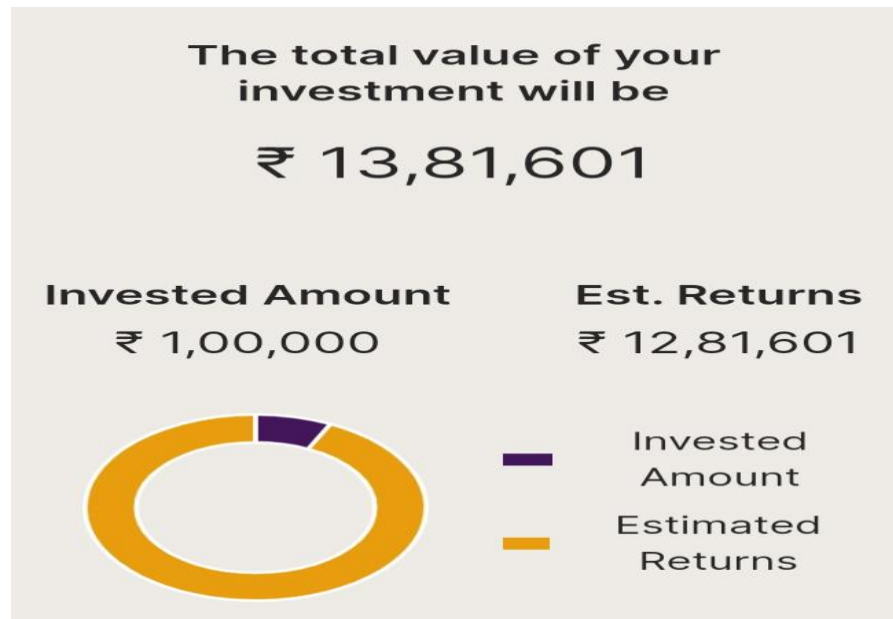 The total value of your
investment will be
₹ 13,81,601
Invested Amount
Est. Returns
₹ 1,00,000
₹ 12,81,601
Invested
Amount
Estimated
Returns